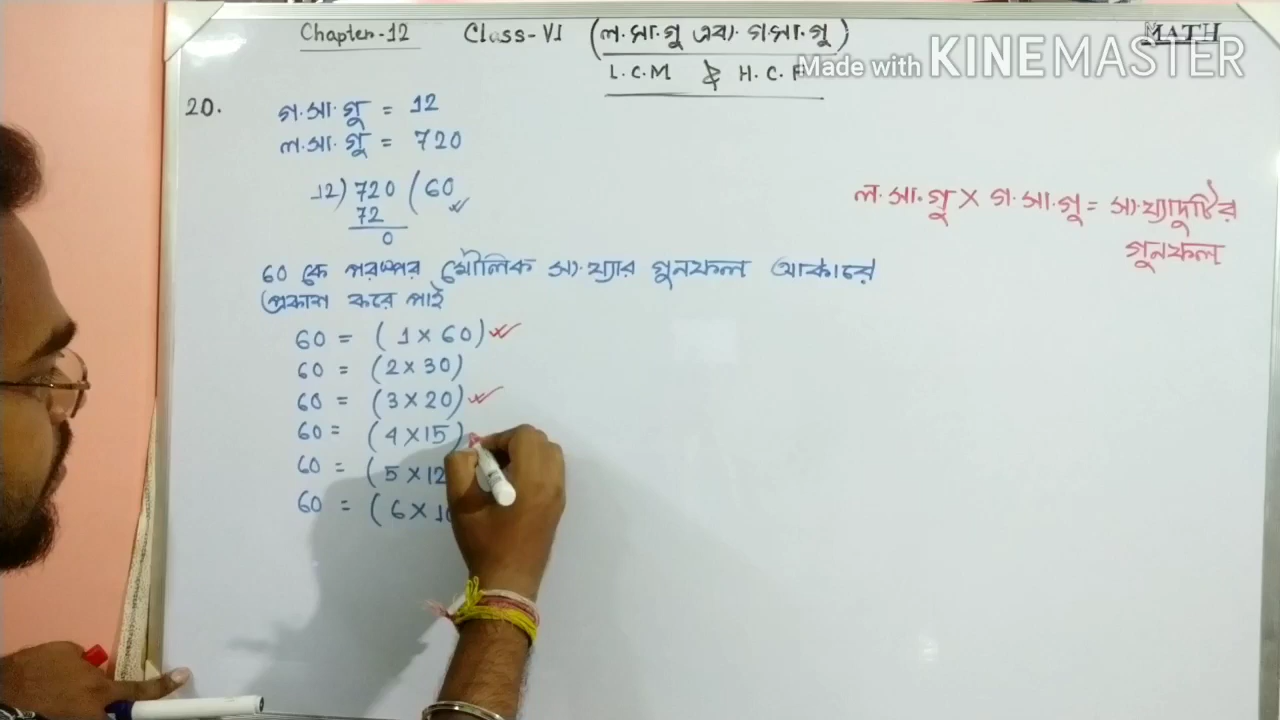 Chapter-12 Class-VI (ল.সা.গু এবং গ.সা.গু) MATH
L.C.M & H.C.F
Made with KINEMASTER
20.
গ.সা.গু = 12
ল.সা.গু = 720
12) 720 (60
72
0
ল.সা.গু X গ.সা.গু = সংখ্যাদুটির
গুনফল
60 কে পরস্পর মৌলিক সংখ্যার গুনফল আকারে
প্রকাশ করে পাই
60 = (1 × 60)
60 = (2 × 30)
60 = (3 × 20)
60 = (4 × 15)
60 = (5 × 12
60 = (6 × 10